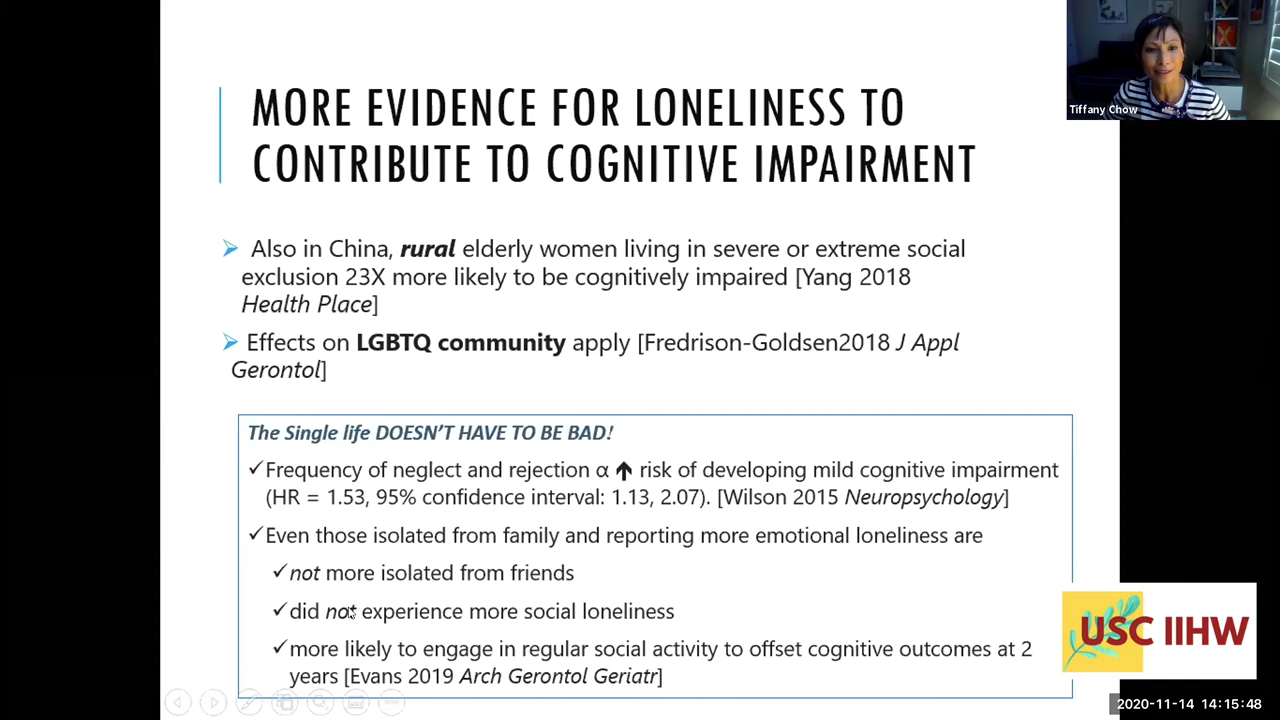 MORE EVIDENCE FOR LONELINESS TO
CONTRIBUTE TO COGNITIVE IMPAIRMENT
Tiffany Chow
➢ Also in China, rural elderly women living in severe or extreme social
exclusion 23X more likely to be cognitively impaired [Yang 2018
Health Place]
➢ Effects on LGBTQ community apply [Fredrison-Goldsen2018 J Appl
Gerontol]
The Single life DOESN'T HAVE TO BE BAD!
✓Frequency of neglect and rejection α ↑ risk of developing mild cognitive impairment
(HR = 1.53, 95% confidence interval: 1.13, 2.07). [Wilson 2015 Neuropsychology]
✓Even those isolated from family and reporting more emotional loneliness are
✓not more isolated from friends
✓did not experience more social loneliness
✓more likely to engage in regular social activity to offset cognitive outcomes at 2
years [Evans 2019 Arch Gerontol Geriatr]
USC IIHW
2020-11-14 14:15:48